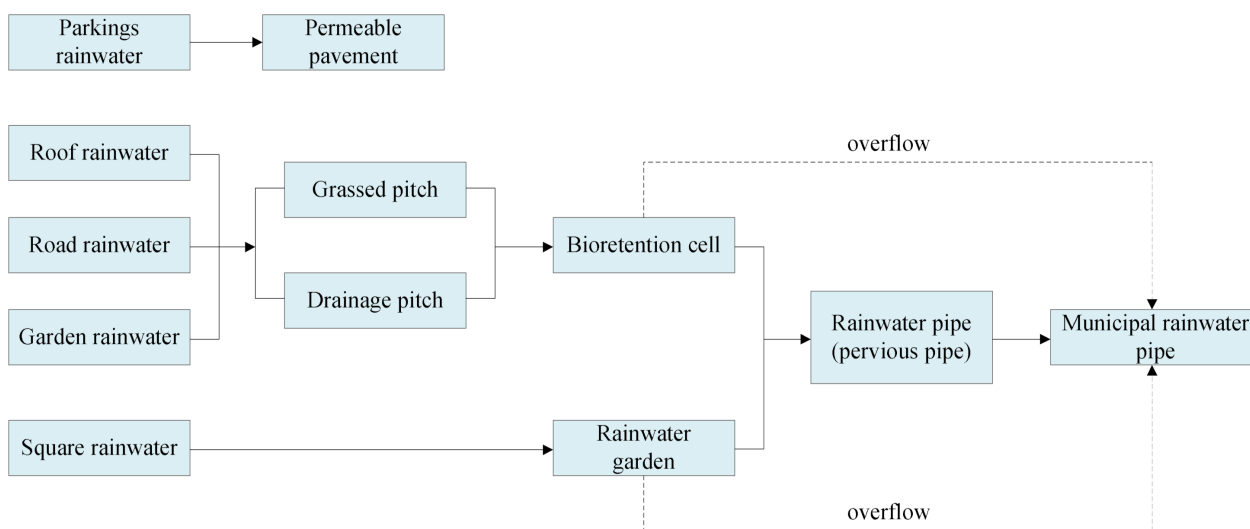 Parkings
rainwater
Permeable
pavement
Roof rainwater
overflow
Grassed pitch
Road rainwater
Bioretention cell
Drainage pitch
Garden rainwater
Rainwater pipe
(pervious pipe)
Municipal rainwater
pipe
Square rainwater
Rainwater
garden
overflow